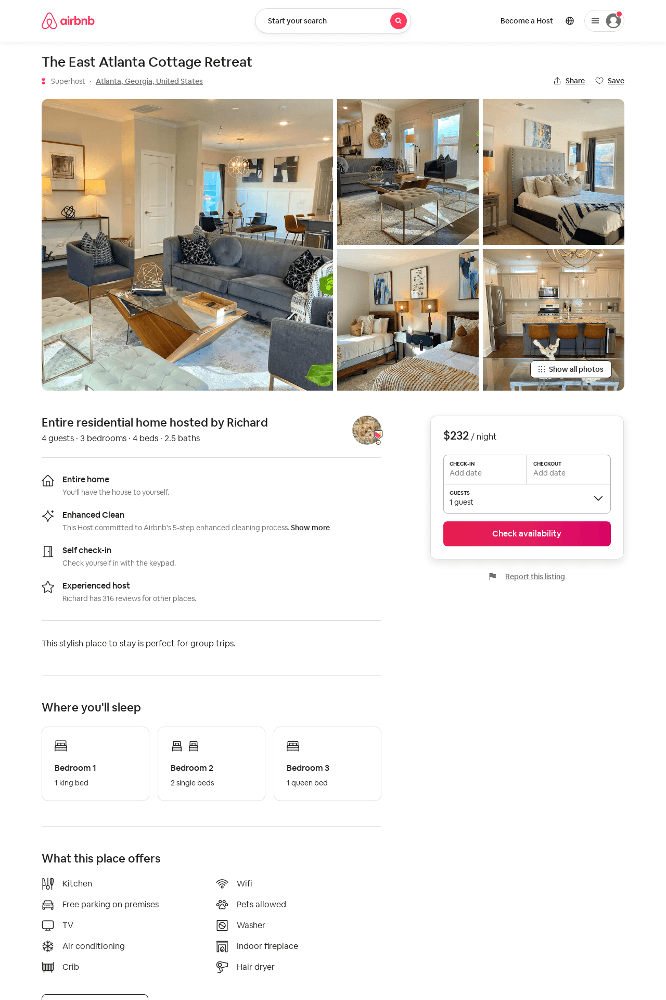 airbnb
Start your search
Become a Host
The East Atlanta Cottage Retreat
Superhost · Atlanta, Georgia, United States
Share
Save
ATLANTA
Show all photos
Entire residential home hosted by Richard
4 guests · 3 bedrooms · 4 beds · 2.5 baths
Entire home
You’ll have the house to yourself.
Enhanced Clean
This Host committed to Airbnb's 5-step enhanced cleaning process. Show more
Self check-in
Check yourself in with the keypad.
Experienced host
Richard has 316 reviews for other places.
This stylish place to stay is perfect for group trips.
$232 / night
CHECK-IN
Add date
CHECKOUT
Add date
GUESTS
1 guest
Check availability
Report this listing
Where you'll sleep
Bedroom 1
1 king bed
Bedroom 2
2 single beds
Bedroom 3
1 queen bed
What this place offers
Kitchen
Wifi
Free parking on premises
Pets allowed
TV
Washer
Air conditioning
Indoor fireplace
Crib
Hair dryer